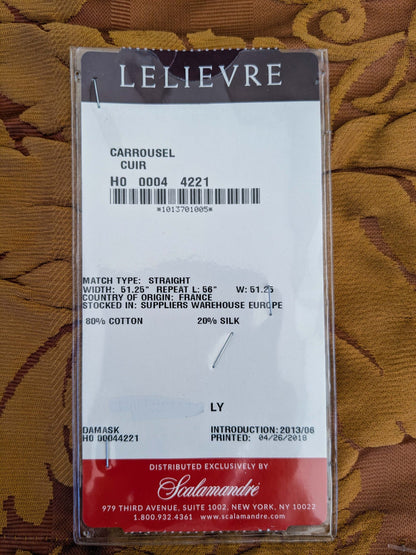 LELIEVRE
CARROUSEL
CUIR
H0 0004 4221
*1013701005*
MATCH TYPE: STRAIGHT
WIDTH: 51.25" REPEAT L: 56" W: 51.25
COUNTRY OF ORIGIN: FRANCE
STOCKED IN: SUPPLIERS WAREHOUSE EUROPE
80% COTTON 20% SILK
LY
DAMASK INTRODUCTION: 2013/06
H0 00044221 PRINTED: 04/26/2018
DISTRIBUTED EXCLUSIVELY BY
Scalamandré
979 THIRD AVENUE, SUITE 1002, NEW YORK, NY 10022
1.800.932.4361 www.scalamandre.com